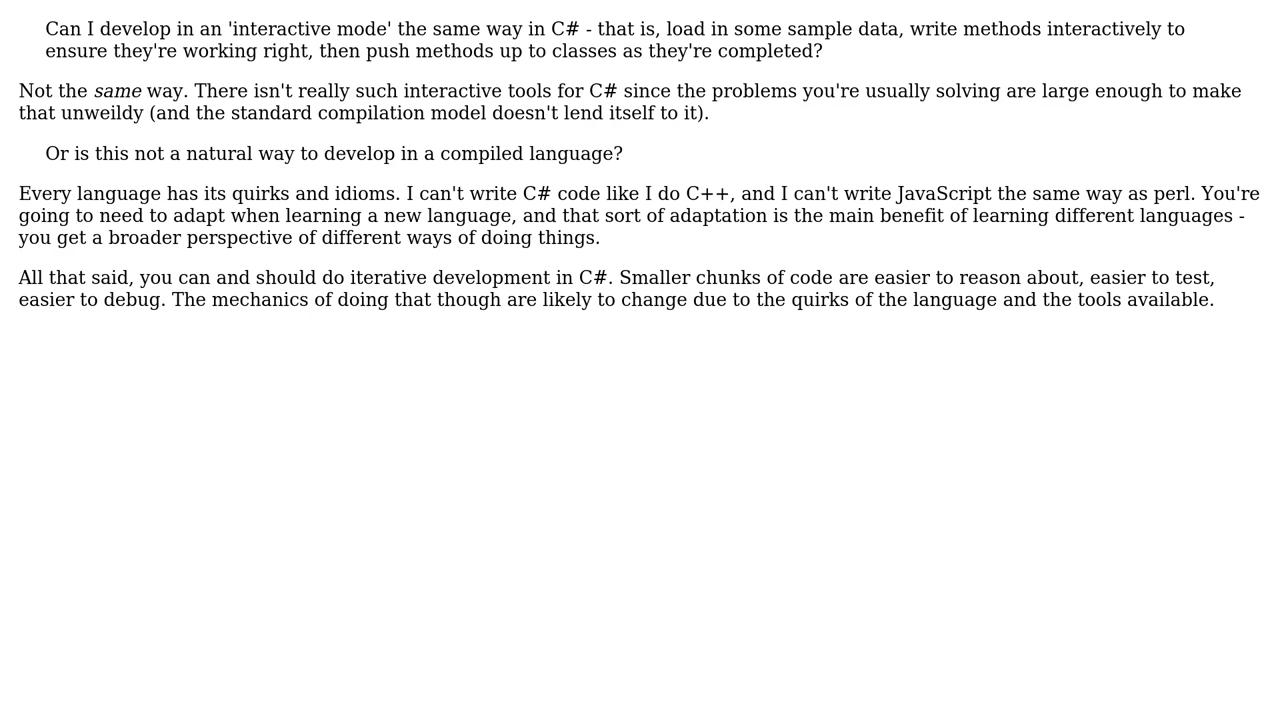 Can I develop in an 'interactive mode' the same way in C# - that is, load in some sample data, write methods interactively to
ensure they're working right, then push methods up to classes as they're completed?
Not the same way. There isn't really such interactive tools for C# since the problems you're usually solving are large enough to make
that unweildy (and the standard compilation model doesn't lend itself to it).
Or is this not a natural way to develop in a compiled language?
Every language has its quirks and idioms. I can't write C# code like I do C++, and I can't write JavaScript the same way as perl. You're
going to need to adapt when learning a new language, and that sort of adaptation is the main benefit of learning different languages -
you get a broader perspective of different ways of doing things.
All that said, you can and should do iterative development in C#. Smaller chunks of code are easier to reason about, easier to test,
easier to debug. The mechanics of doing that though are likely to change due to the quirks of the language and the tools available.